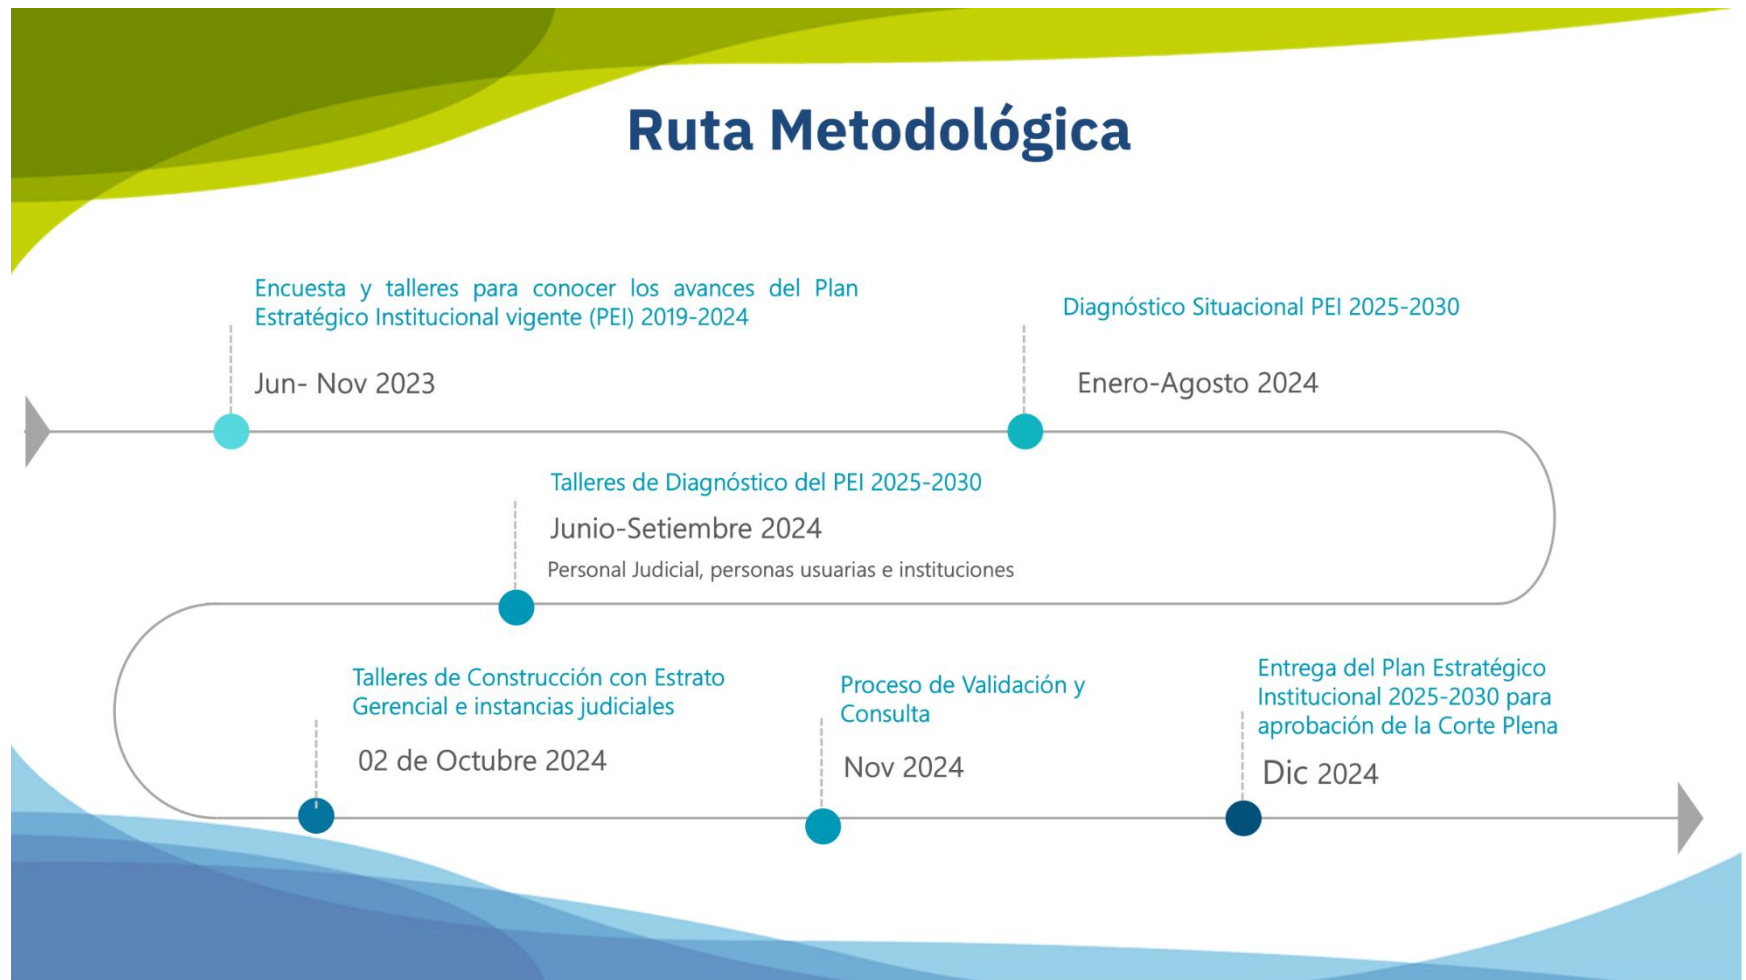 Ruta Metodológica
Encuesta y talleres para conocer los avances del Plan
Estratégico Institucional vigente (PEI) 2019-2024
Jun- Nov 2023
Diagnóstico Situacional PEI 2025-2030
Enero-Agosto 2024
Talleres de Diagnóstico del PEI 2025-2030
Junio-Setiembre 2024
Personal Judicial, personas usuarias e instituciones
Talleres de Construcción con Estrato
Gerencial e instancias judiciales
02 de Octubre 2024
Proceso de Validación y
Consulta
Nov 2024
Entrega del Plan Estratégico
Institucional 2025-2030 para
aprobación de la Corte Plena
Dic 2024